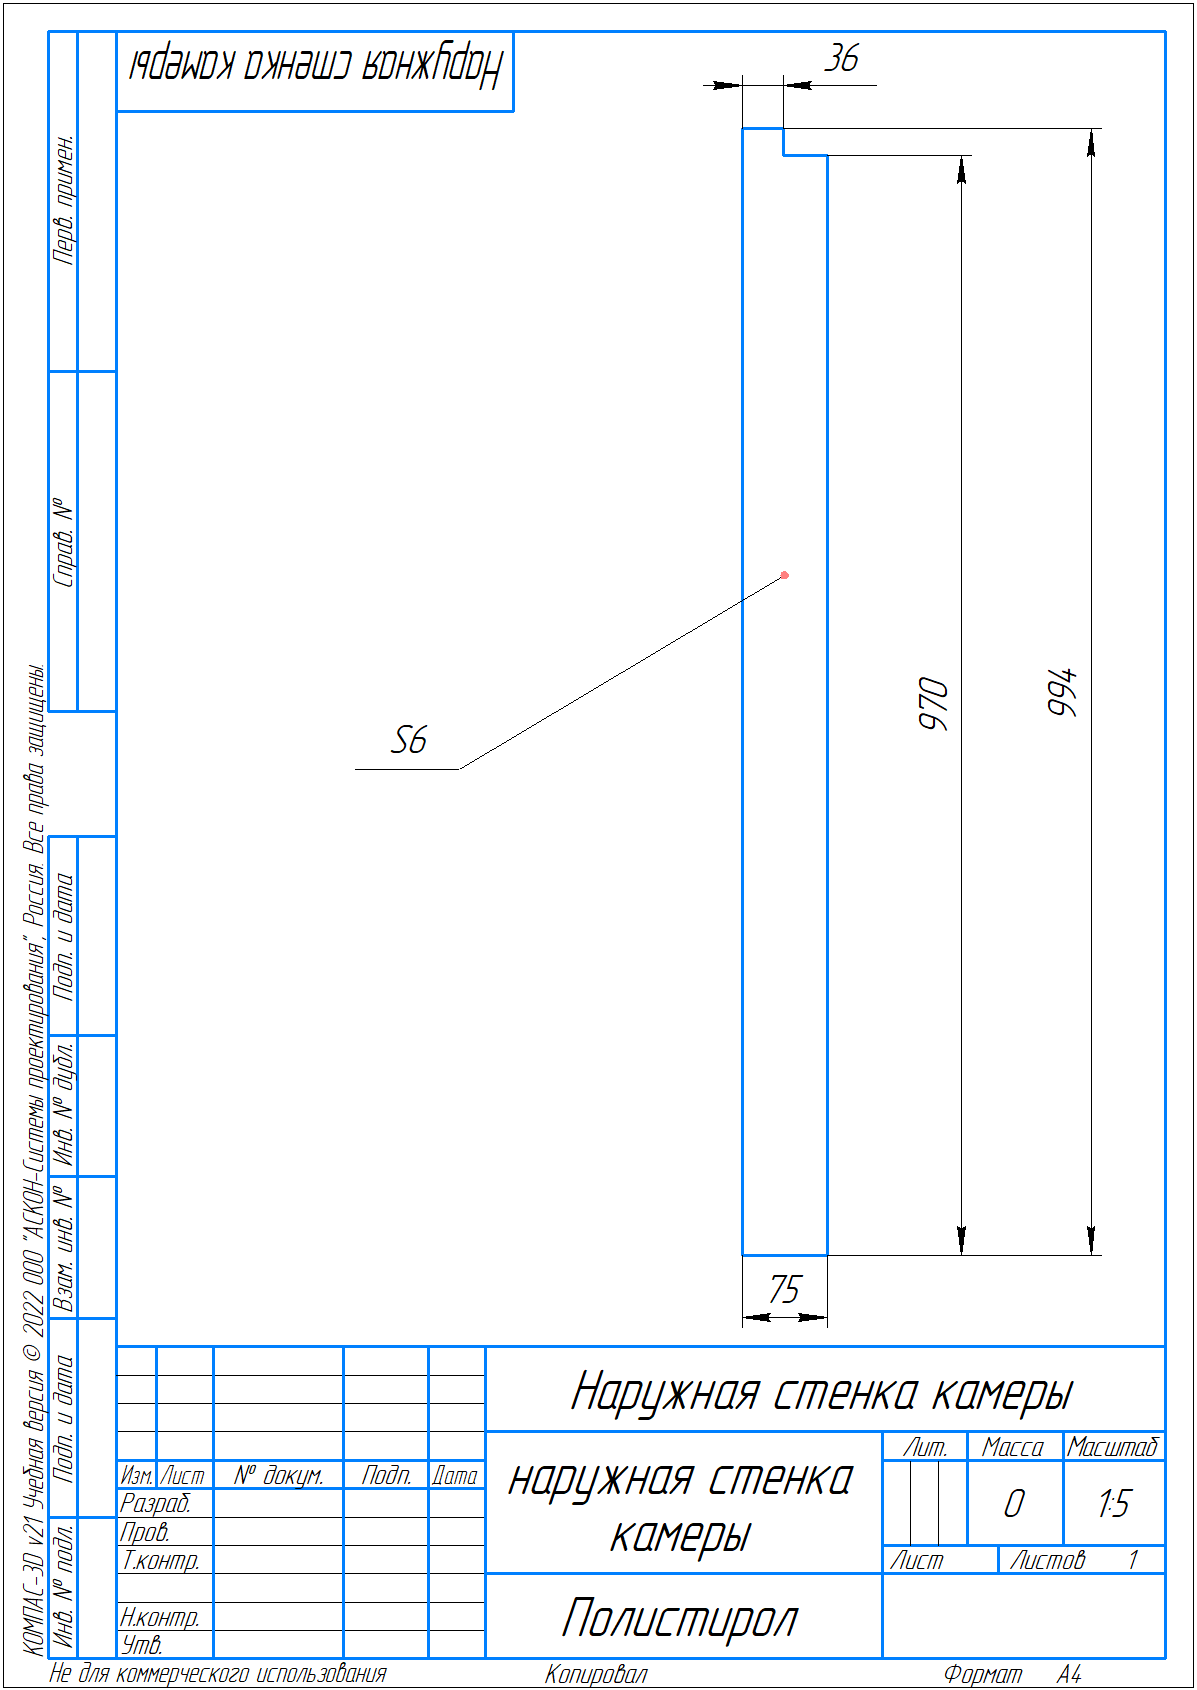 Наружная стенка камеры
36
970
994
S6
75
Перв. примен.
Справ. №
Подп. и дата
Инв. № дубл.
Взам. инв. №
Подп. и дата
Инв. № подл.
КОМПАС-3D v21 Учебная версия © 2022 ООО "АСКОН-Системы проектирования", Россия. Все права защищены.
Наружная стенка камеры
Изм. Лист № докум. Подп. Дата
Разраб.
Пров.
Т.контр.
Н.контр.
Утв.
наружная стенка
камеры
Лит. Масса Масштаб
0 1:5
Лист Листов 1
Полистирол
Не для коммерческого использования Копировал Формат А4